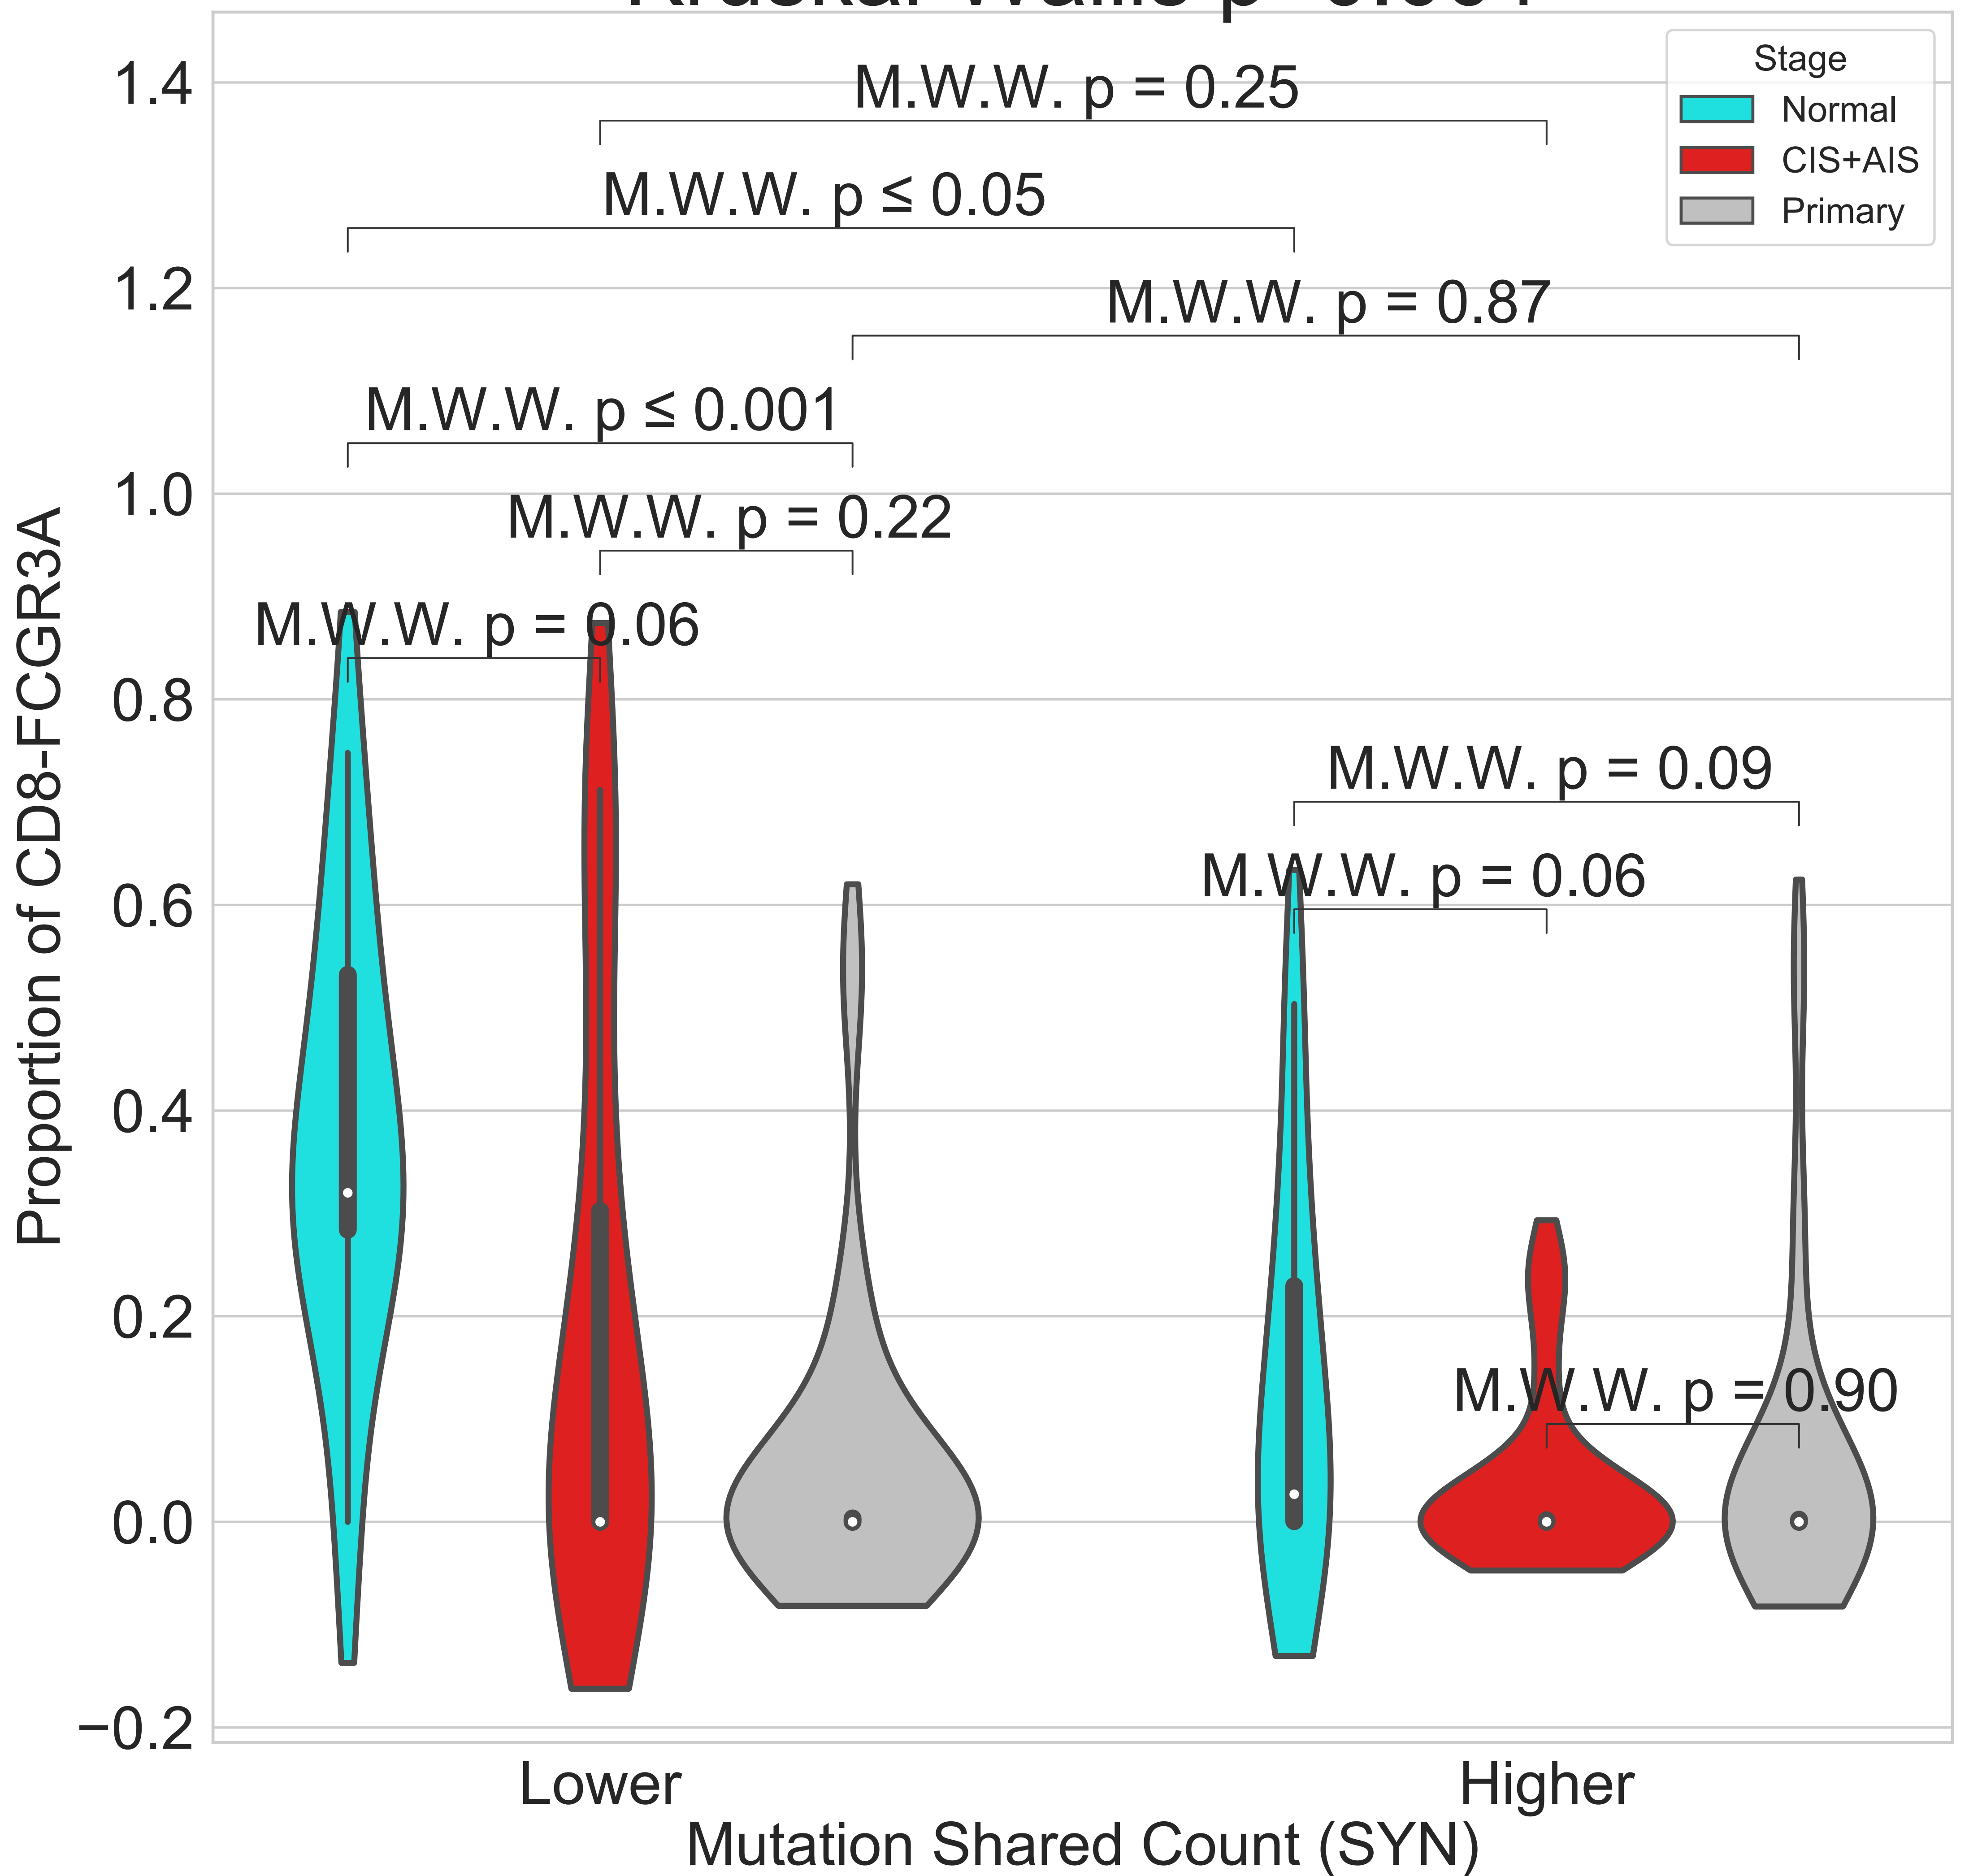 1.4
1.2
1.0
0.8
0.6
0.4
0.2
0.0
−0.2
Proportion of CD8-FCGR3A
M.W.W. p = 0.25
M.W.W. p ≤ 0.05
M.W.W. p = 0.87
M.W.W. p ≤ 0.001
M.W.W. p = 0.22
M.W.W. p = 0.06
M.W.W. p = 0.09
M.W.W. p = 0.06
M.W.W. p = 0.90
Stage
Normal
CIS+AIS
Primary
Lower
Higher
Mutation Shared Count (SYN)